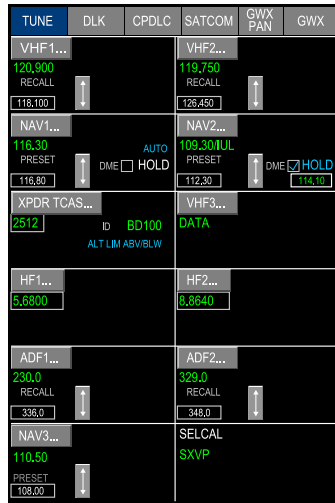 TUNE DLK CPDLC SATCOM GWX PAN GWX
VHF1... VHF2...
120,900 119,750
RECALL RECALL
118,100 126,450
NAV1... NAV2...
116.30 AUTO 109.30/IUL
PRESET DME HOLD PRESET DME HOLD
116,80 112,30 114,10
XPDR TCAS... VHF3...
2512 ID BD100 DATA
ALT LIM ABV/BLW
HF1... HF2...
5.6800 8.8640
ADF1... ADF2...
230.0 329.0
RECALL RECALL
336,0 348,0
NAV3... SELCAL
110.50 SXVP
PRESET
108.00